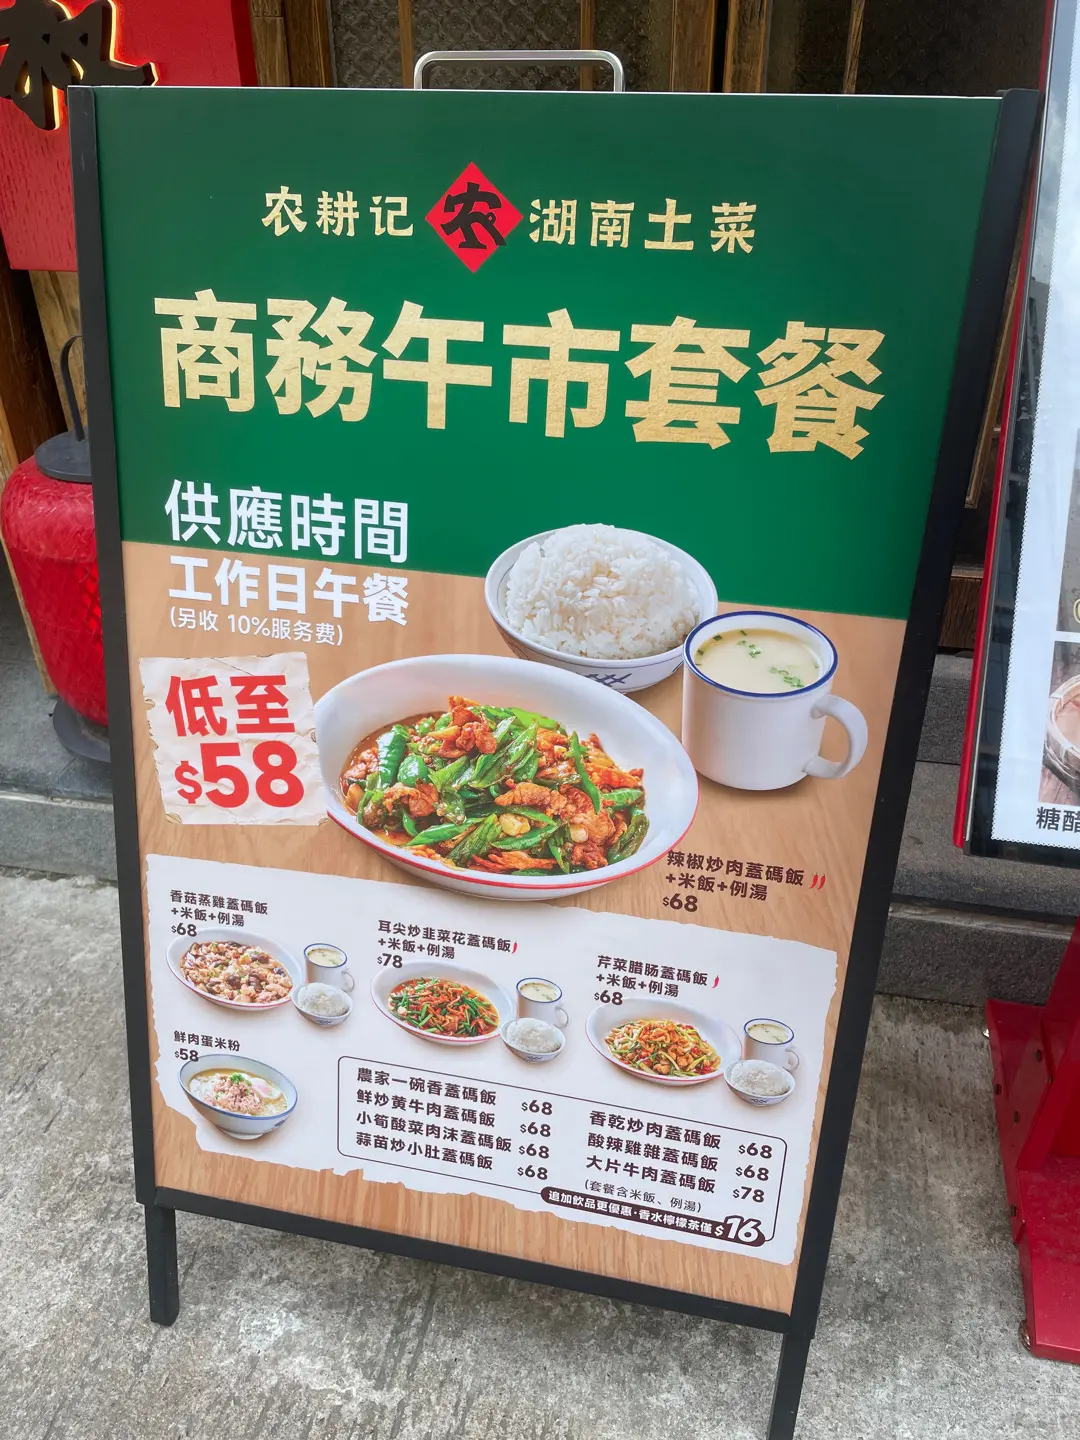 农耕记 农 湖南土菜
商務午市套餐
供應時間
工作日午餐
(另收 10%服务费)
低至
$58
辣椒炒肉蓋碼飯
+米飯+例湯
$68
香菇蒸雞蓋碼飯
+米飯+例湯
$68
耳尖炒韭菜花蓋碼飯
+米飯+例湯
$78
芹菜腊肠蓋碼飯
+米飯+例湯
$68
鮮肉蛋米粉
$58
農家一碗香蓋碼飯 $68
鮮炒黄牛肉蓋碼飯 $68
小筍酸菜肉沫蓋碼飯 $68
蒜苗炒小肚蓋碼飯 $68
香乾炒肉蓋碼飯 $68
酸辣雞雜蓋碼飯 $68
大片牛肉蓋碼飯 $78
(套餐含米飯、例湯)
追加飲品更優惠·香水檸檬茶僅 $16
糖醋